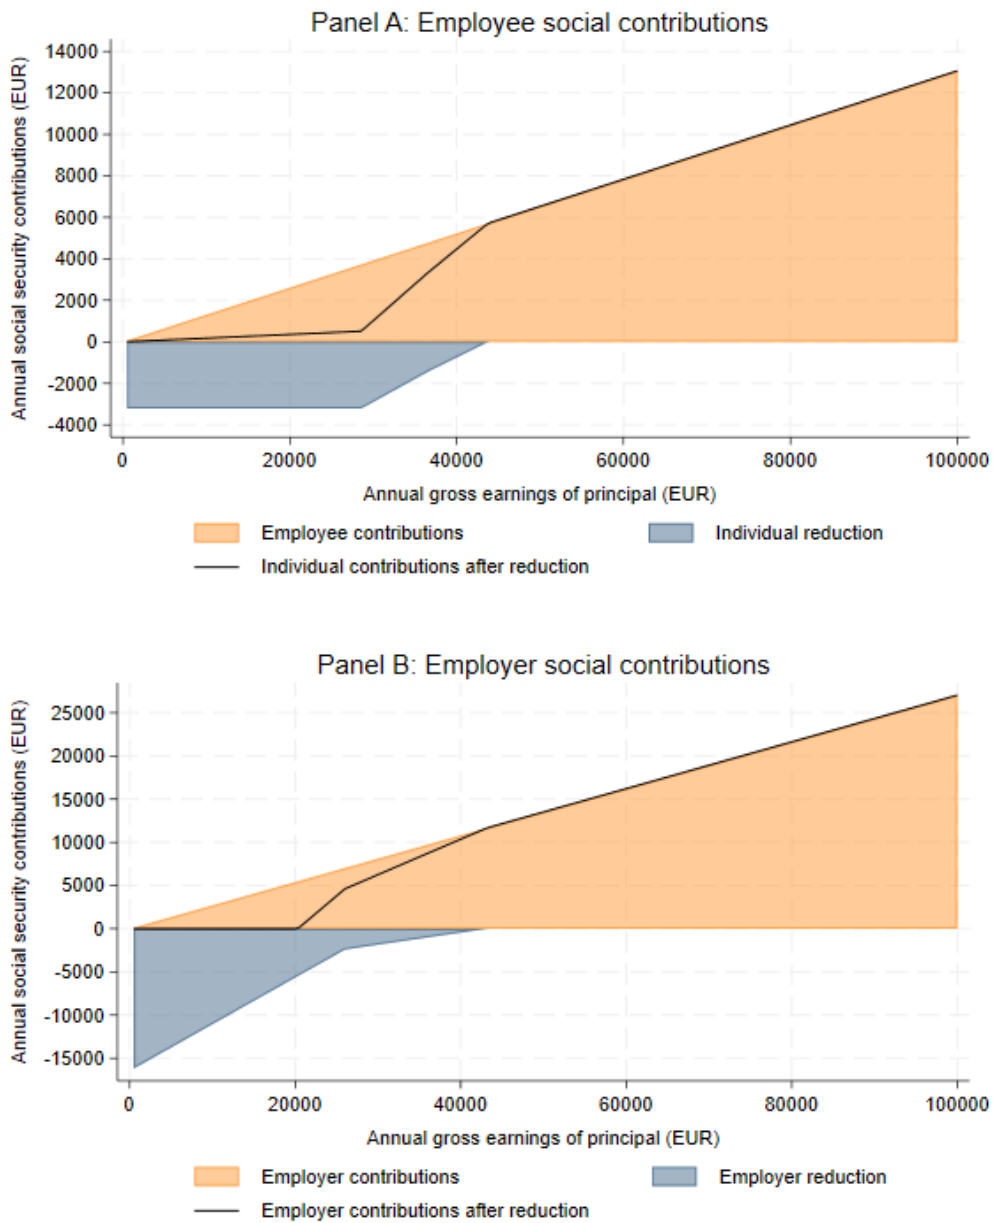 Panel A: Employee social contributions
Annual social security contributions (EUR)
14000
12000
10000
8000
6000
4000
2000
0
-2000
-4000
0 20000 40000 60000 80000 100000
Annual gross earnings of principal (EUR)
Employee contributions Individual reduction
Individual contributions after reduction
Panel B: Employer social contributions
Annual social security contributions (EUR)
25000
20000
15000
10000
5000
0
-5000
-10000
-15000
0 20000 40000 60000 80000 100000
Annual gross earnings of principal (EUR)
Employer contributions Employer reduction
Employer contributions after reduction